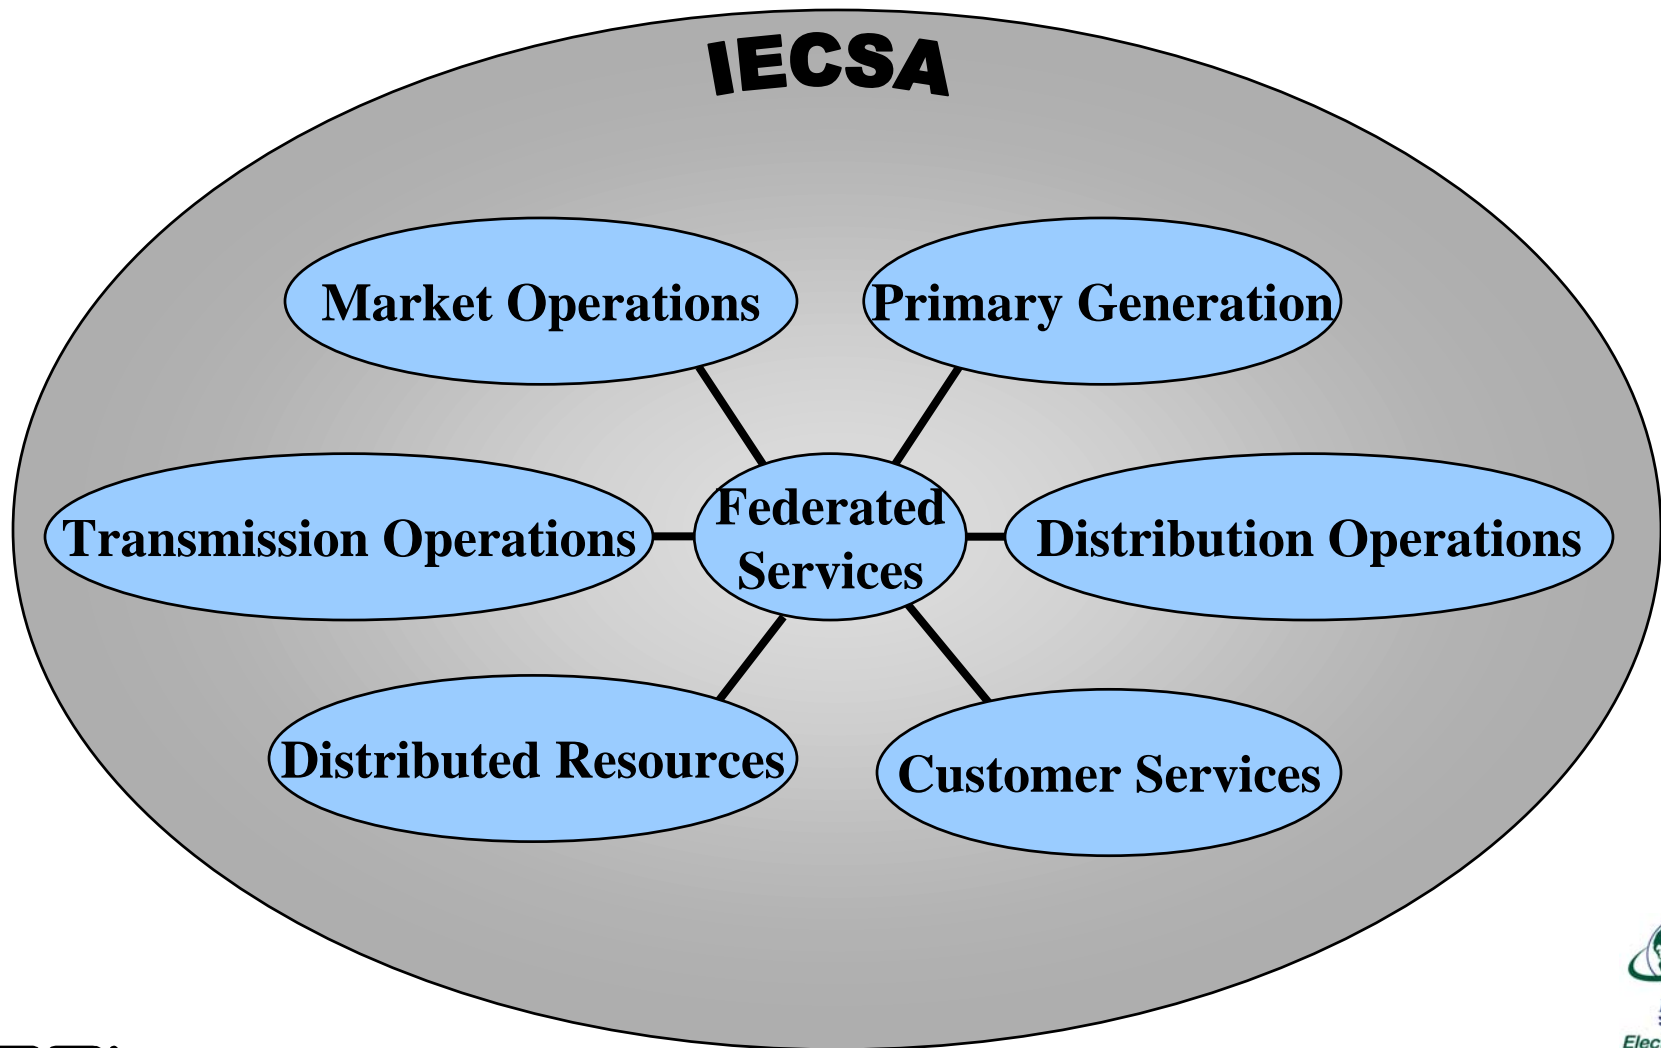 IECSA
Market Operations
Primary Generation
Federated
Services
Transmission Operations
Distribution Operations
Distributed Resources
Customer Services